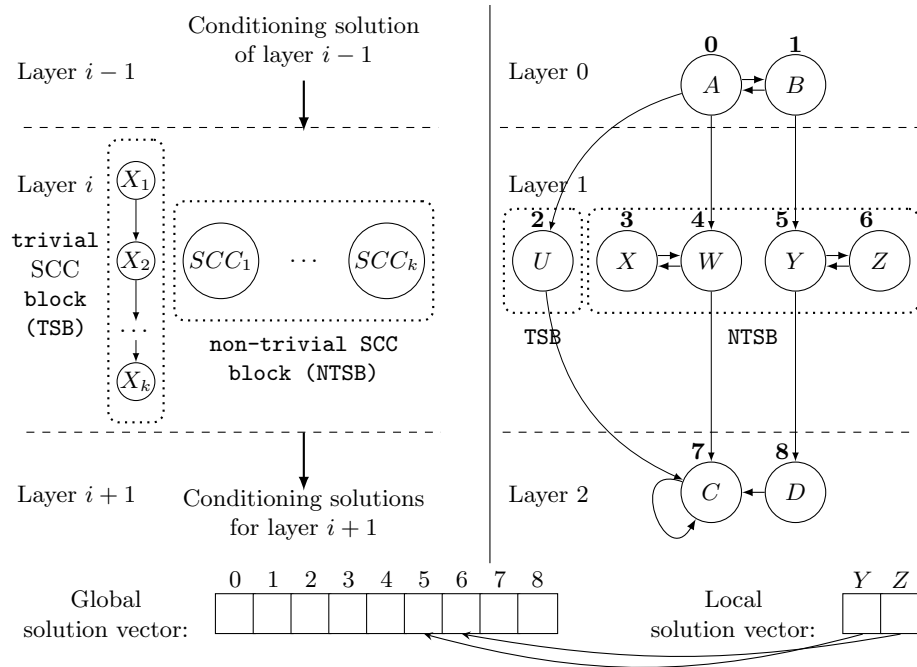 Conditioning solution
of layer i − 1
Layer i − 1
Layer i
X₁
X₂
. . .
Xₖ
trivial
SCC
block
(TSB)
SCC₁
· · ·
SCCₖ
non-trivial SCC
block (NTSB)
Layer i + 1
Conditioning solutions
for layer i + 1
0 1
Layer 0
A B
Layer 1
2 3 4 5 6
U X W Y Z
TSB NTSB
7 8
Layer 2
C D
0 1 2 3 4 5 6 7 8
Global
solution vector:
Y Z
Local
solution vector: